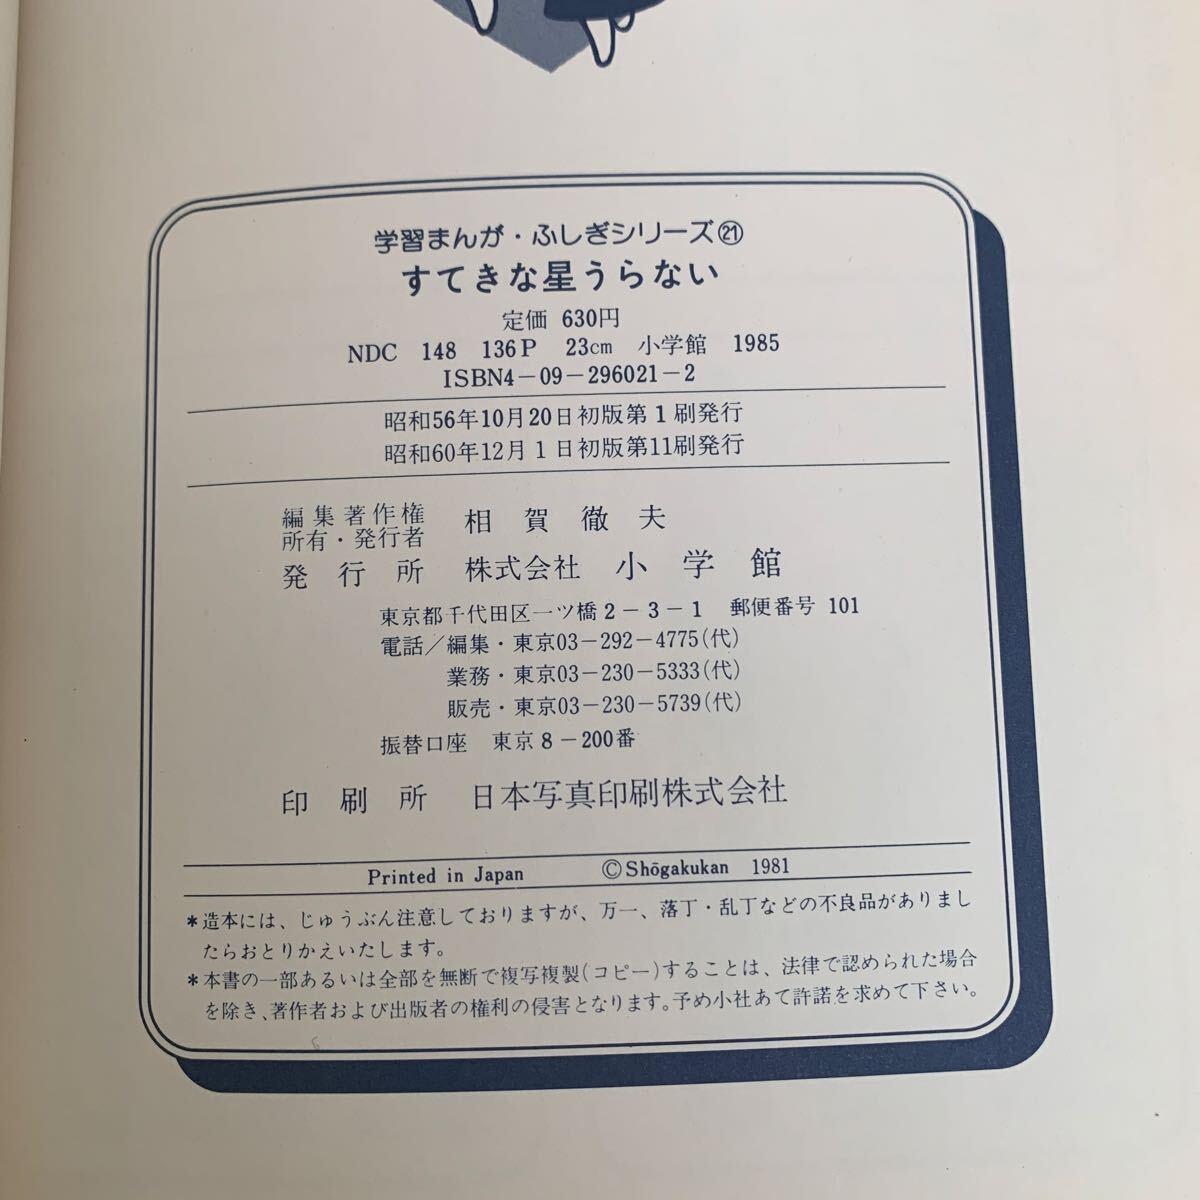 学習まんが・ふしぎシリーズ㉑
すてきな星うらない
定価 630円
NDC 148 136P 23cm 小学館 1985
ISBN4-09-296021-2
昭和56年10月20日初版第1刷発行
昭和60年12月1日初版第11刷発行
編集著作権
所有・発行者 相賀徹夫
発行所 株式会社 小学館
東京都千代田区一ツ橋2-3-1 郵便番号 101
電話/編集・東京03-292-4775(代)
業務・東京03-230-5333(代)
販売・東京03-230-5739(代)
振替口座 東京8-200番
印刷所 日本写真印刷株式会社
Printed in Japan ©Shōgakukan 1981
*造本には、じゅうぶん注意しておりますが、万一、落丁・乱丁などの不良品がありまし
たらおとりかえいたします。
*本書の一部あるいは全部を無断で複写複製(コピー)することは、法律で認められた場合
を除き、著作者および出版者の権利の侵害となります。予め小社あて許諾を求めて下さい。